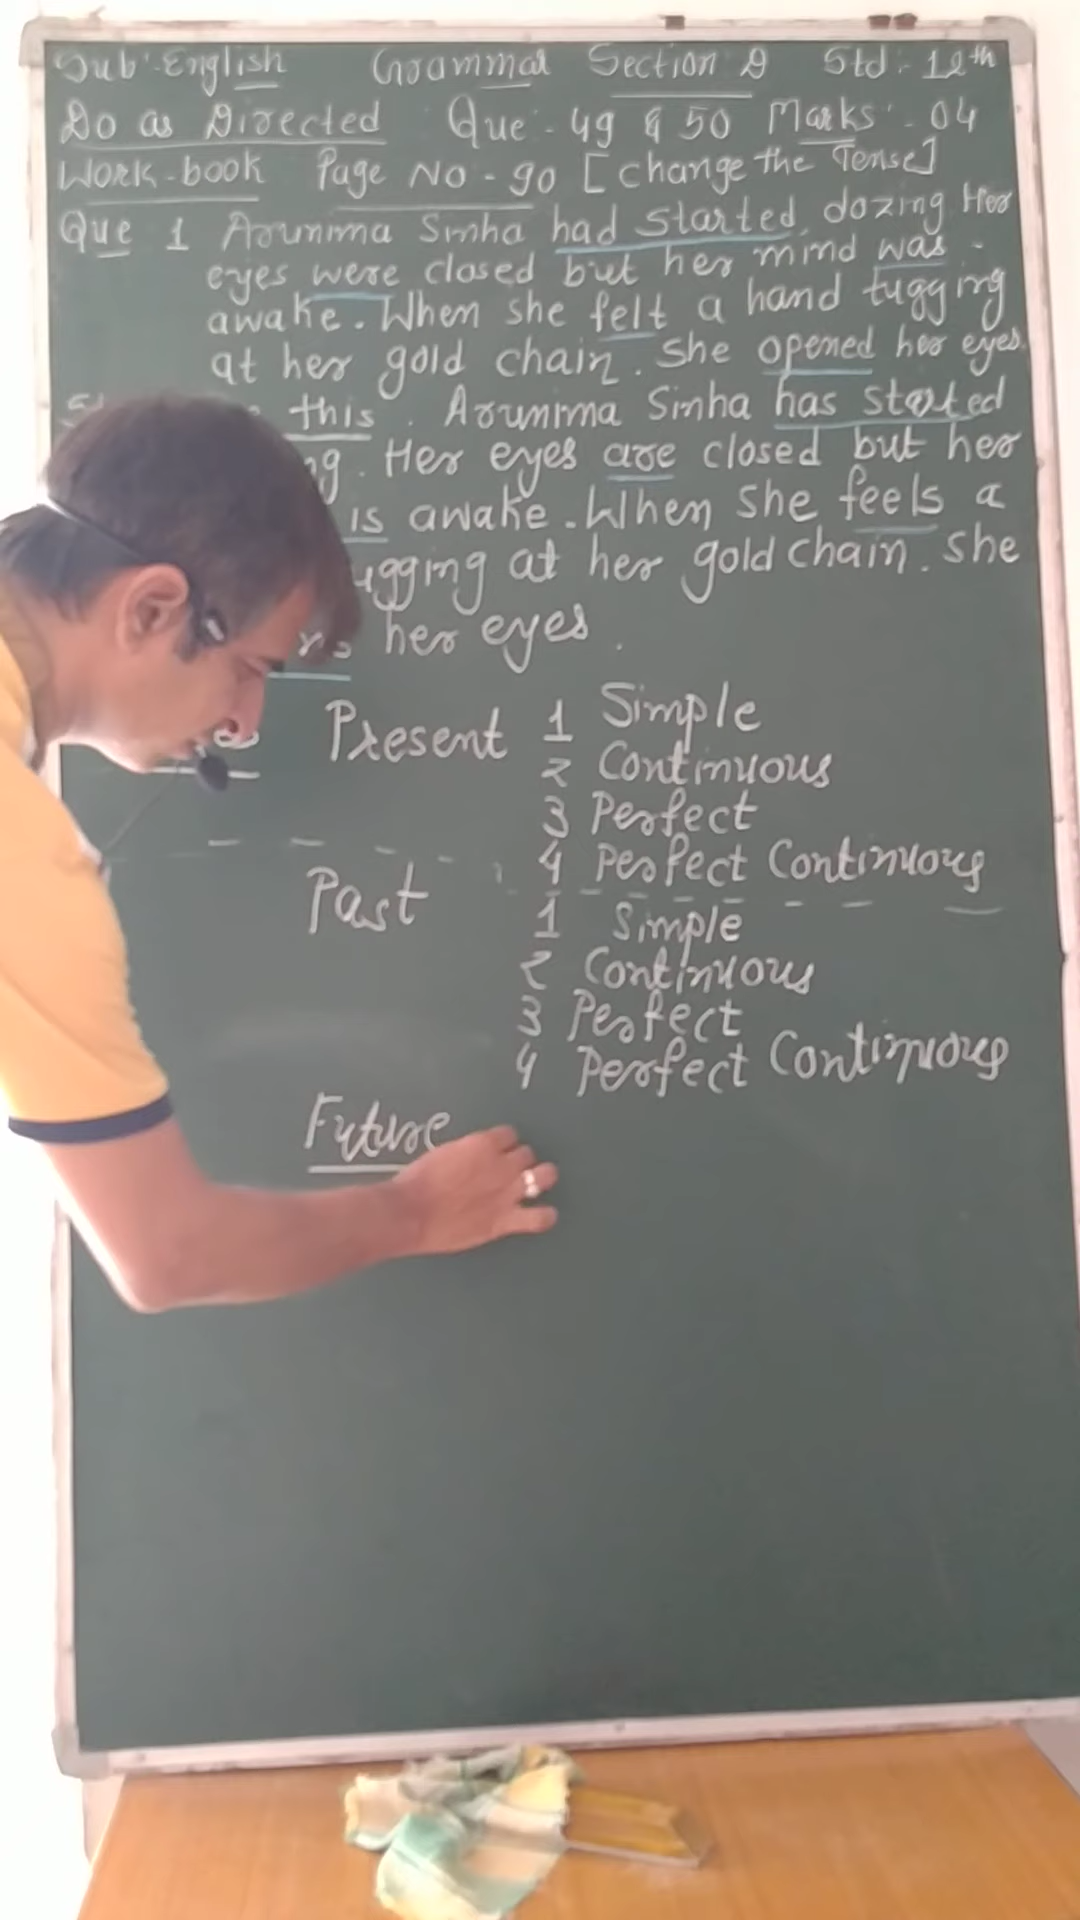 Sub - English Grammar Section D Std : 12th
Do as Directed Que - 49 & 50 Marks - 04
Work-book Page No - 90 [change the Tense]
Que 1 Arunima Sinha had started dozing Her
eyes were closed but her mind was
awake. When she felt a hand tugging
at her gold chain. She opened her eyes.
this. Arunima Sinha has started
Her eyes are closed but her
is awake. When she feels a
at her gold chain. she
her eyes.
Present 1 Simple
2 Continuous
3 Perfect
4 Perfect Continuous
Past 1 Simple
2 Continuous
3 Perfect
4 Perfect Continuous
Future